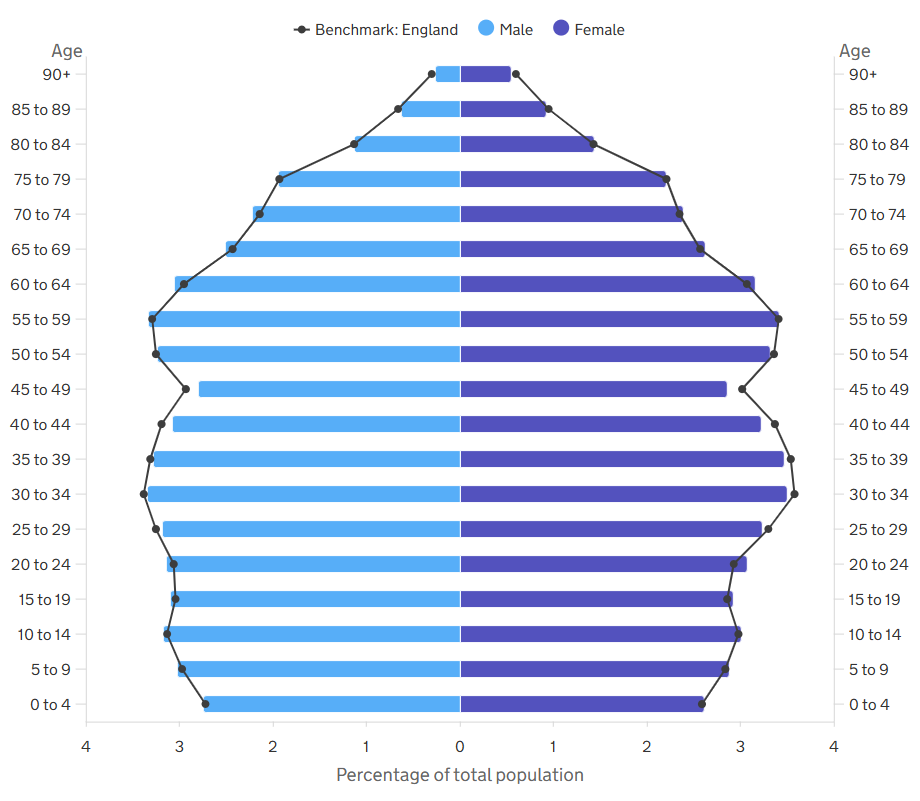 Benchmark: England Male Female
Age Age
90+ 90+
85 to 89 85 to 89
80 to 84 80 to 84
75 to 79 75 to 79
70 to 74 70 to 74
65 to 69 65 to 69
60 to 64 60 to 64
55 to 59 55 to 59
50 to 54 50 to 54
45 to 49 45 to 49
40 to 44 40 to 44
35 to 39 35 to 39
30 to 34 30 to 34
25 to 29 25 to 29
20 to 24 20 to 24
15 to 19 15 to 19
10 to 14 10 to 14
5 to 9 5 to 9
0 to 4 0 to 4
4 3 2 1 0 1 2 3 4
Percentage of total population